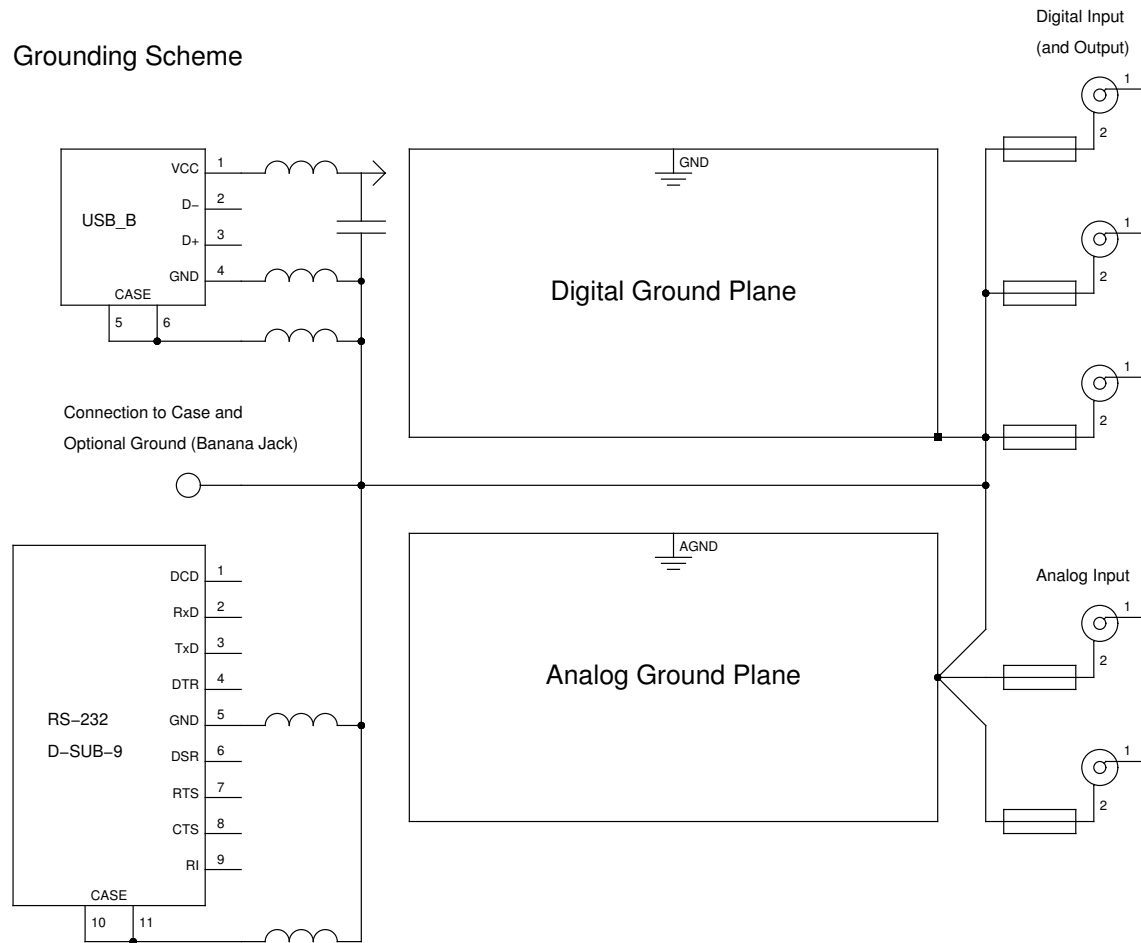 Grounding Scheme
Digital Input
(and Output)
1
2
1
2
1
2
USB_B
VCC 1
D− 2
D+ 3
GND 4
CASE
5 6
GND
Digital Ground Plane
Connection to Case and
Optional Ground (Banana Jack)
AGND
Analog Ground Plane
Analog Input
1
2
1
2
RS−232
D−SUB−9
DCD 1
RxD 2
TxD 3
DTR 4
GND 5
DSR 6
RTS 7
CTS 8
RI 9
CASE
10 11